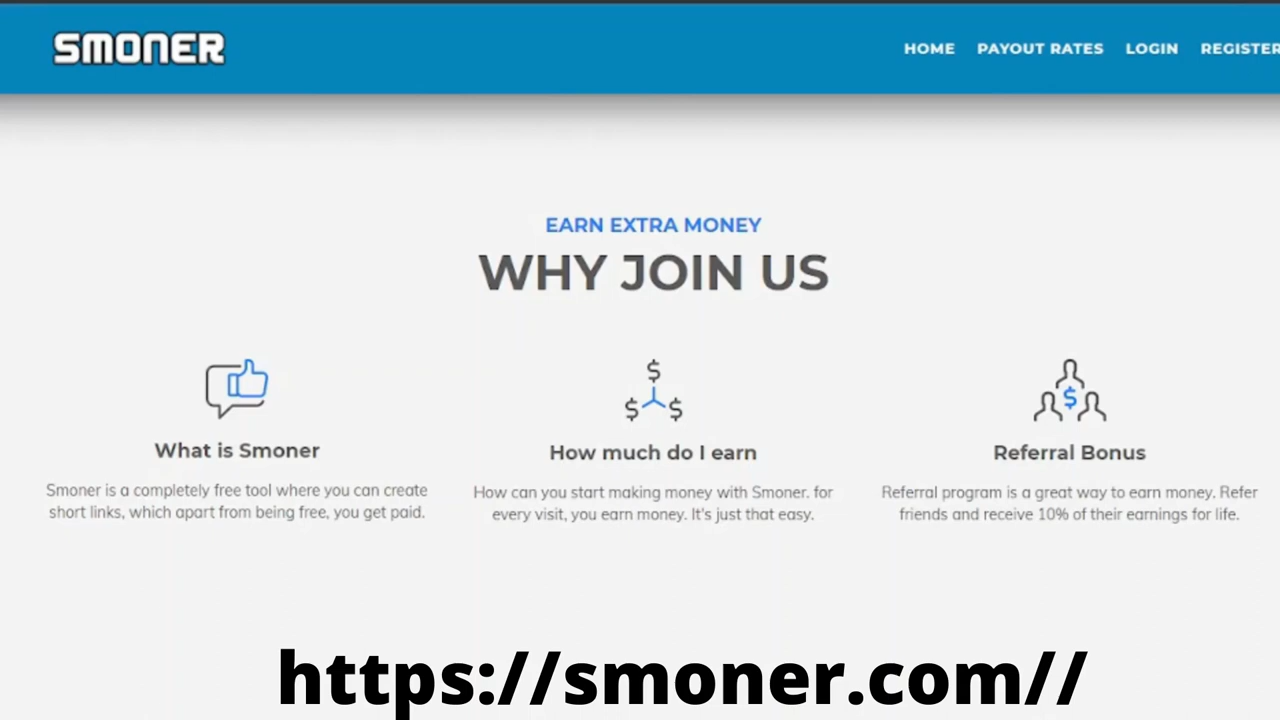 SMONER
HOME PAYOUT RATES LOGIN REGISTER
EARN EXTRA MONEY
WHY JOIN US
What is Smoner
Smoner is a completely free tool where you can create
short links, which apart from being free, you get paid.
How much do I earn
How can you start making money with Smoner. for
every visit, you earn money. It's just that easy.
Referral Bonus
Referral program is a great way to earn money. Refer
friends and receive 10% of their earnings for life.
https://smoner.com//